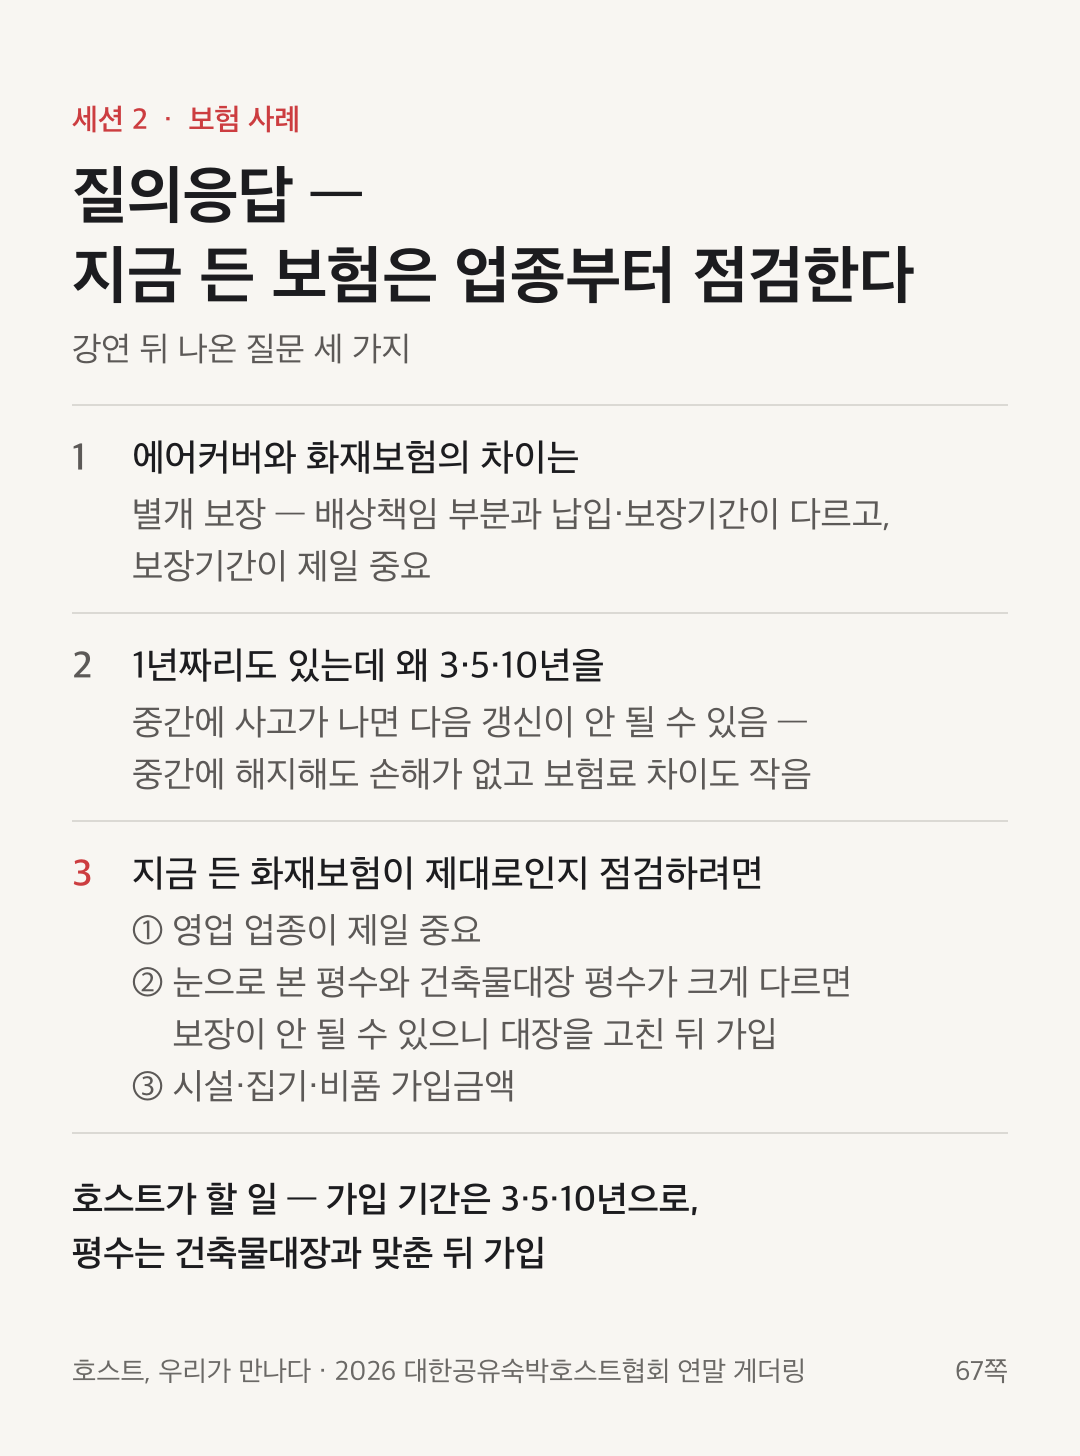 세션 2 · 보험 사례
질의응답 —
지금 든 보험은 업종부터 점검한다
강연 뒤 나온 질문 세 가지
1 에어커버와 화재보험의 차이는
별개 보장 — 배상책임 부분과 납입·보장기간이 다르고,
보장기간이 제일 중요
2 1년짜리도 있는데 왜 3·5·10년을
중간에 사고가 나면 다음 갱신이 안 될 수 있음 —
중간에 해지해도 손해가 없고 보험료 차이도 작음
3 지금 든 화재보험이 제대로인지 점검하려면
① 영업 업종이 제일 중요
② 눈으로 본 평수와 건축물대장 평수가 크게 다르면
보장이 안 될 수 있으니 대장을 고친 뒤 가입
③ 시설·집기·비품 가입금액
호스트가 할 일 — 가입 기간은 3·5·10년으로,
평수는 건축물대장과 맞춘 뒤 가입
호스트, 우리가 만나다 · 2026 대한공유숙박호스트협회 연말 게더링 67쪽